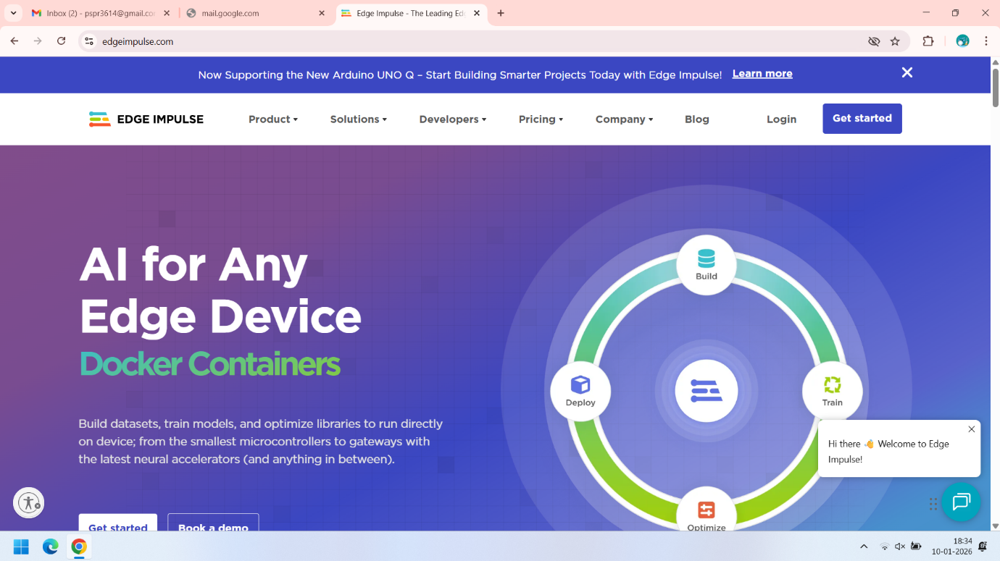 Inbox (2) - pspr3614@gmail.con
mail.google.com
Edge Impulse - The Leading Ed
edgeimpulse.com
Now Supporting the New Arduino UNO Q – Start Building Smarter Projects Today with Edge Impulse! Learn more
EDGE IMPULSE
Product
Solutions
Developers
Pricing
Company
Blog
Login
Get started
AI for Any
Edge Device
Docker Containers
Build datasets, train models, and optimize libraries to run directly
on device; from the smallest microcontrollers to gateways with
the latest neural accelerators (and anything in between).
Get started
Book a demo
Build
Deploy
Train
Optimize
Hi there 👋 Welcome to Edge
Impulse!
18:34
10-01-2026